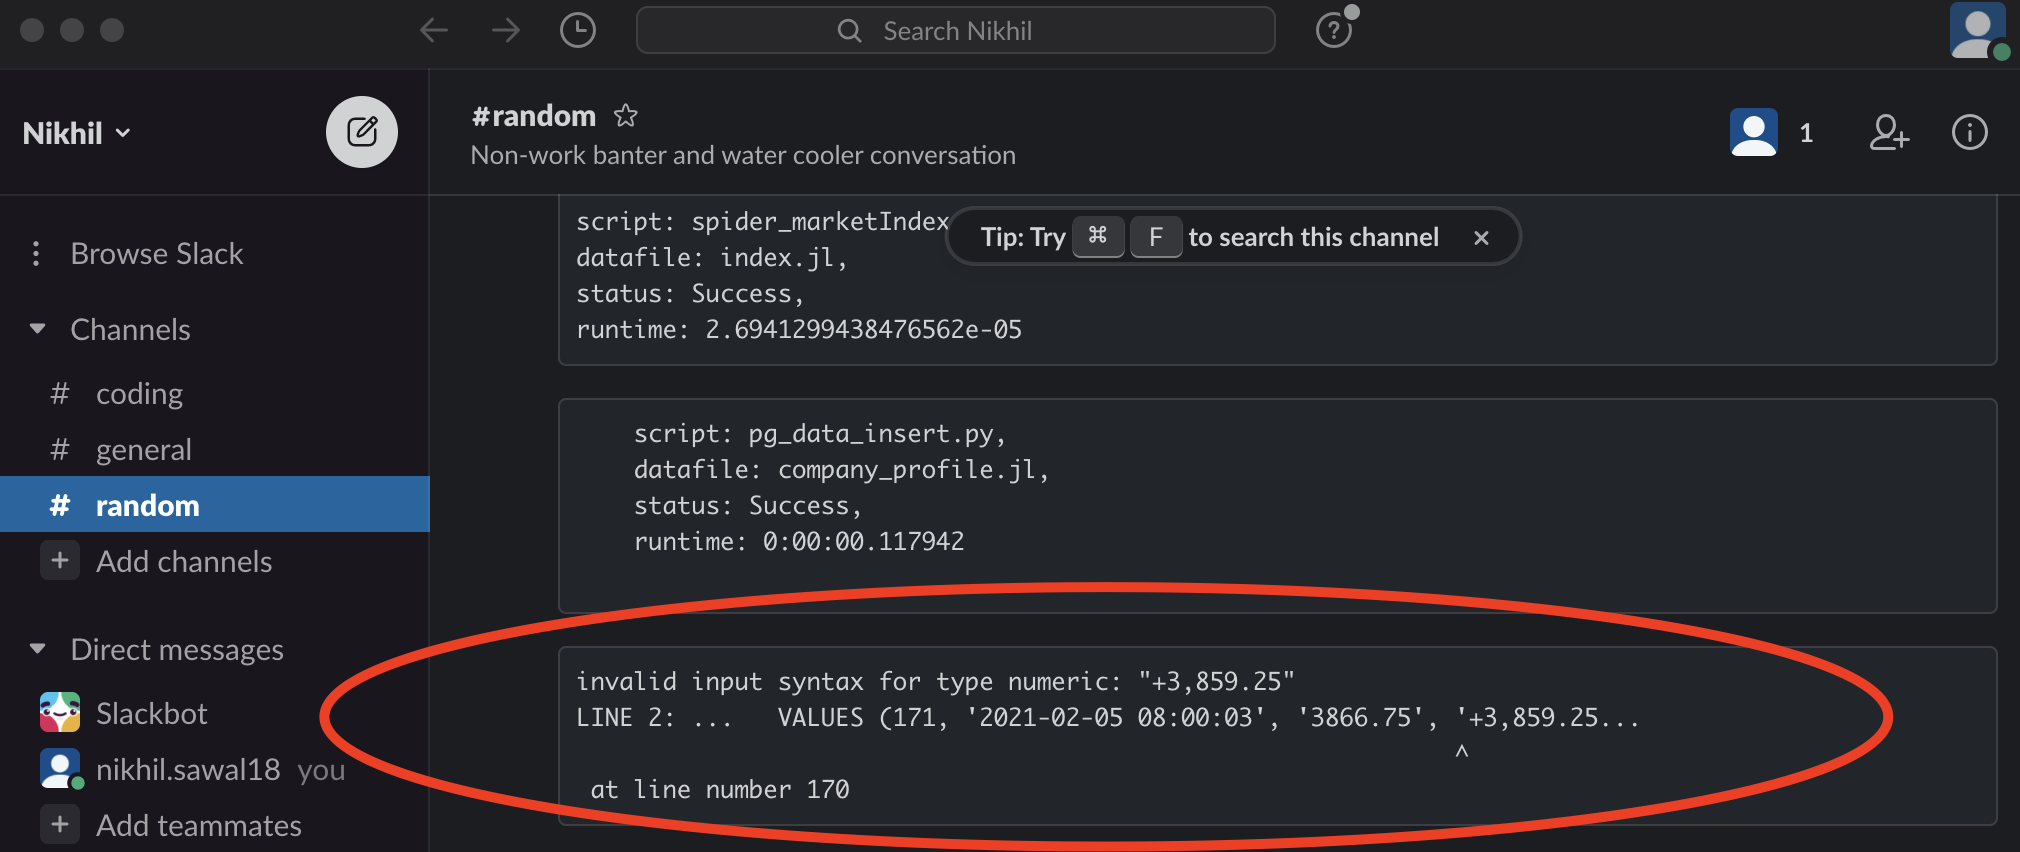 Search Nikhil
Nikhil
#random
Non-work banter and water cooler conversation
1
Browse Slack
Channels
# coding
# general
# random
+ Add channels
Direct messages
Slackbot
nikhil.sawal18 you
+ Add teammates
Tip: Try ⌘ F to search this channel ×
script: spider_marketIndex
datafile: index.jl,
status: Success,
runtime: 2.6941299438476562e-05
script: pg_data_insert.py,
datafile: company_profile.jl,
status: Success,
runtime: 0:00:00.117942
invalid input syntax for type numeric: "+3,859.25"
LINE 2: ...   VALUES (171, '2021-02-05 08:00:03', '3866.75', '+3,859.25...
^
at line number 170